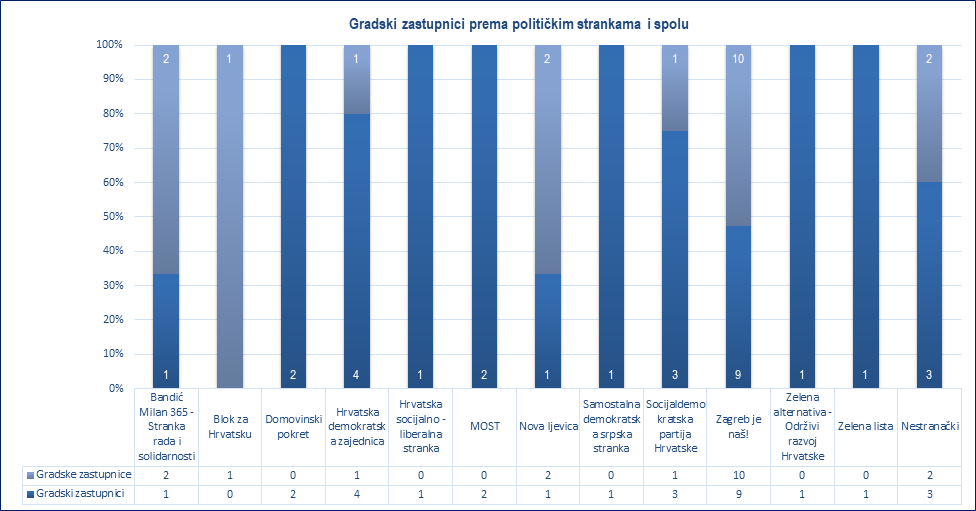 Gradski zastupnici prema političkim strankama i spolu
100%
90%
80%
70%
60%
50%
40%
30%
20%
10%
0%
2 1 1 2 1 10 2
1 2 4 1 2 1 1 3 9 1 1 3
Bandić
Milan 365 -
Stranka
rada i
solidarnosti
Blok za
Hrvatsku
Domovinski
pokret
Hrvatska
demokratsk
a zajednica
Hrvatska
socijalno -
liberalna
stranka
MOST
Nova ljevica
Samostalna
demokratsk
a srpska
stranka
Socijaldemo
kratska
partija
Hrvatske
Zagreb je
naš!
Zelena
alternativa -
Održivi
razvoj
Hrvatske
Zelena lista
Nestranački
Gradske zastupnice 2 1 0 1 0 0 2 0 1 10 0 0 2
Gradski zastupnici 1 0 2 4 1 2 1 1 3 9 1 1 3